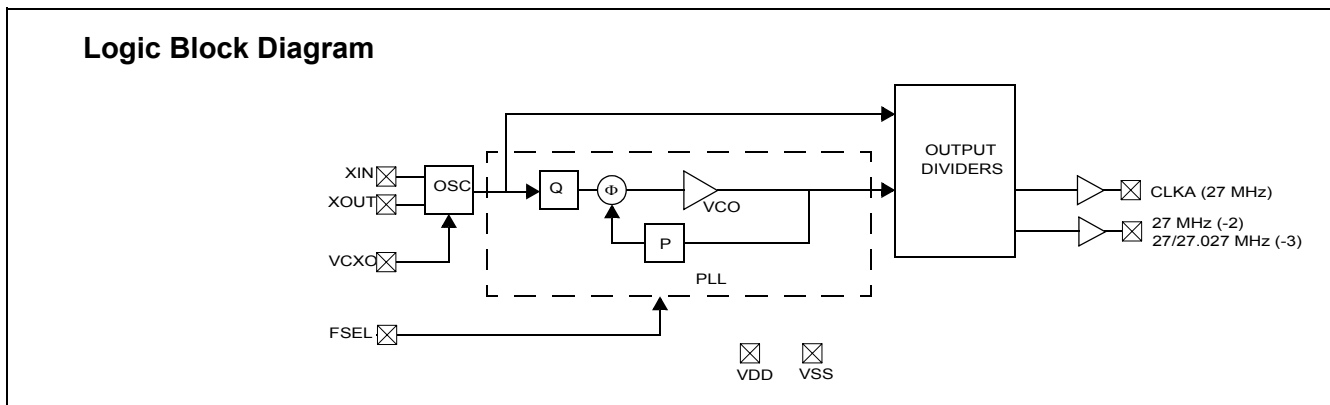 Logic Block Diagram
XIN
XOUT
OSC
VCXO
FSEL
Q
Φ
VCO
P
PLL
OUTPUT
DIVIDERS
CLKA (27 MHz)
27 MHz (-2)
27/27.027 MHz (-3)
VDD
VSS